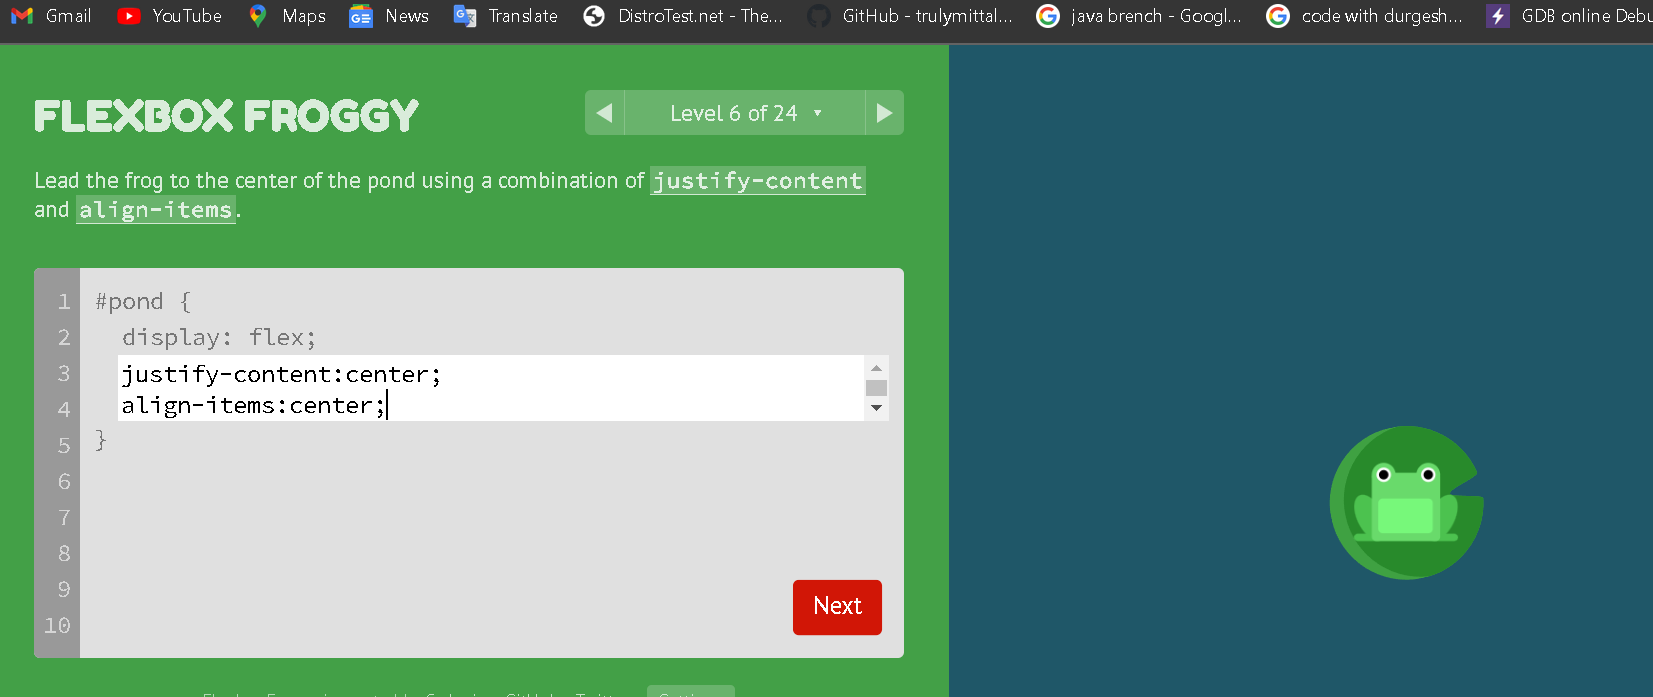 Gmail YouTube Maps News Translate DistroTest.net - The... GitHub - trulymittal... java brench - Googl... code with durgesh... GDB online Debu
FLEXBOX FROGGY
Level 6 of 24
Lead the frog to the center of the pond using a combination of justify-content
and align-items.
1 #pond {
2 display: flex;
3 justify-content:center;
4 align-items:center;
5 }
6
7
8
9
10
Next